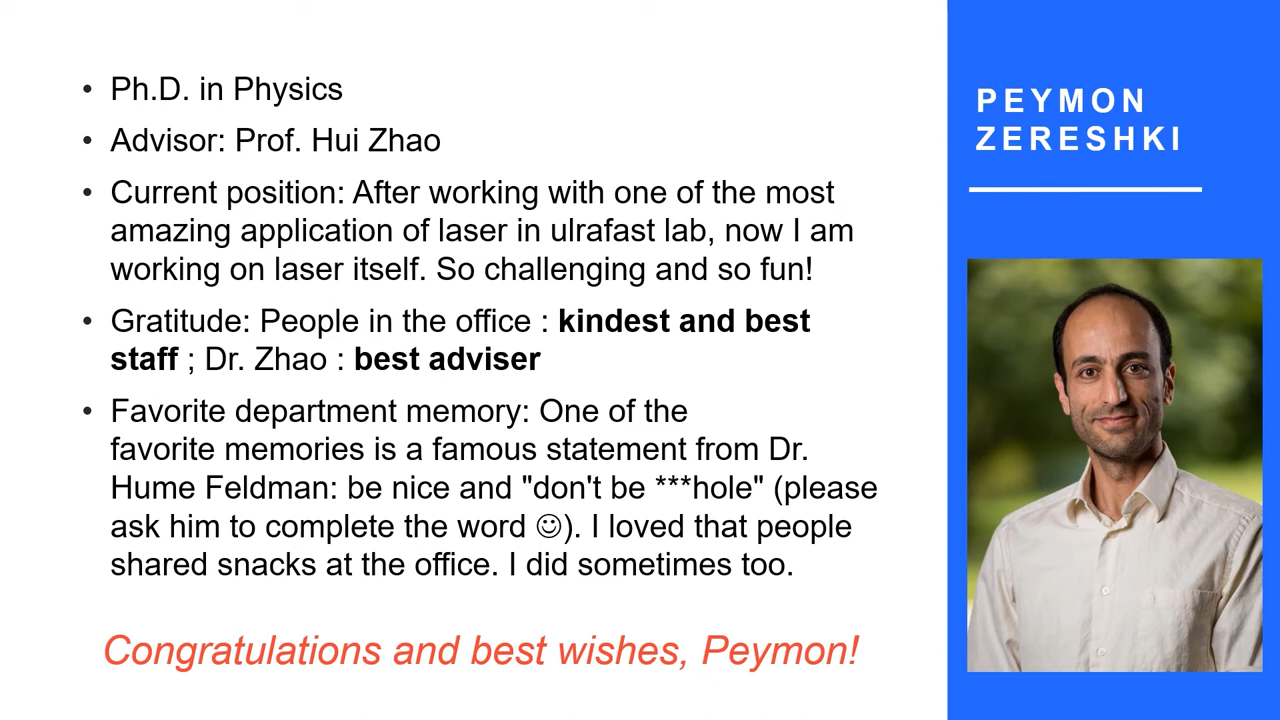 • Ph.D. in Physics
• Advisor: Prof. Hui Zhao
• Current position: After working with one of the most
amazing application of laser in ulrafast lab, now I am
working on laser itself. So challenging and so fun!
• Gratitude: People in the office : kindest and best
staff ; Dr. Zhao : best adviser
• Favorite department memory: One of the
favorite memories is a famous statement from Dr.
Hume Feldman: be nice and "don't be ***hole" (please
ask him to complete the word ☺). I loved that people
shared snacks at the office. I did sometimes too.
Congratulations and best wishes, Peymon!
PEYMON
ZERESHKI